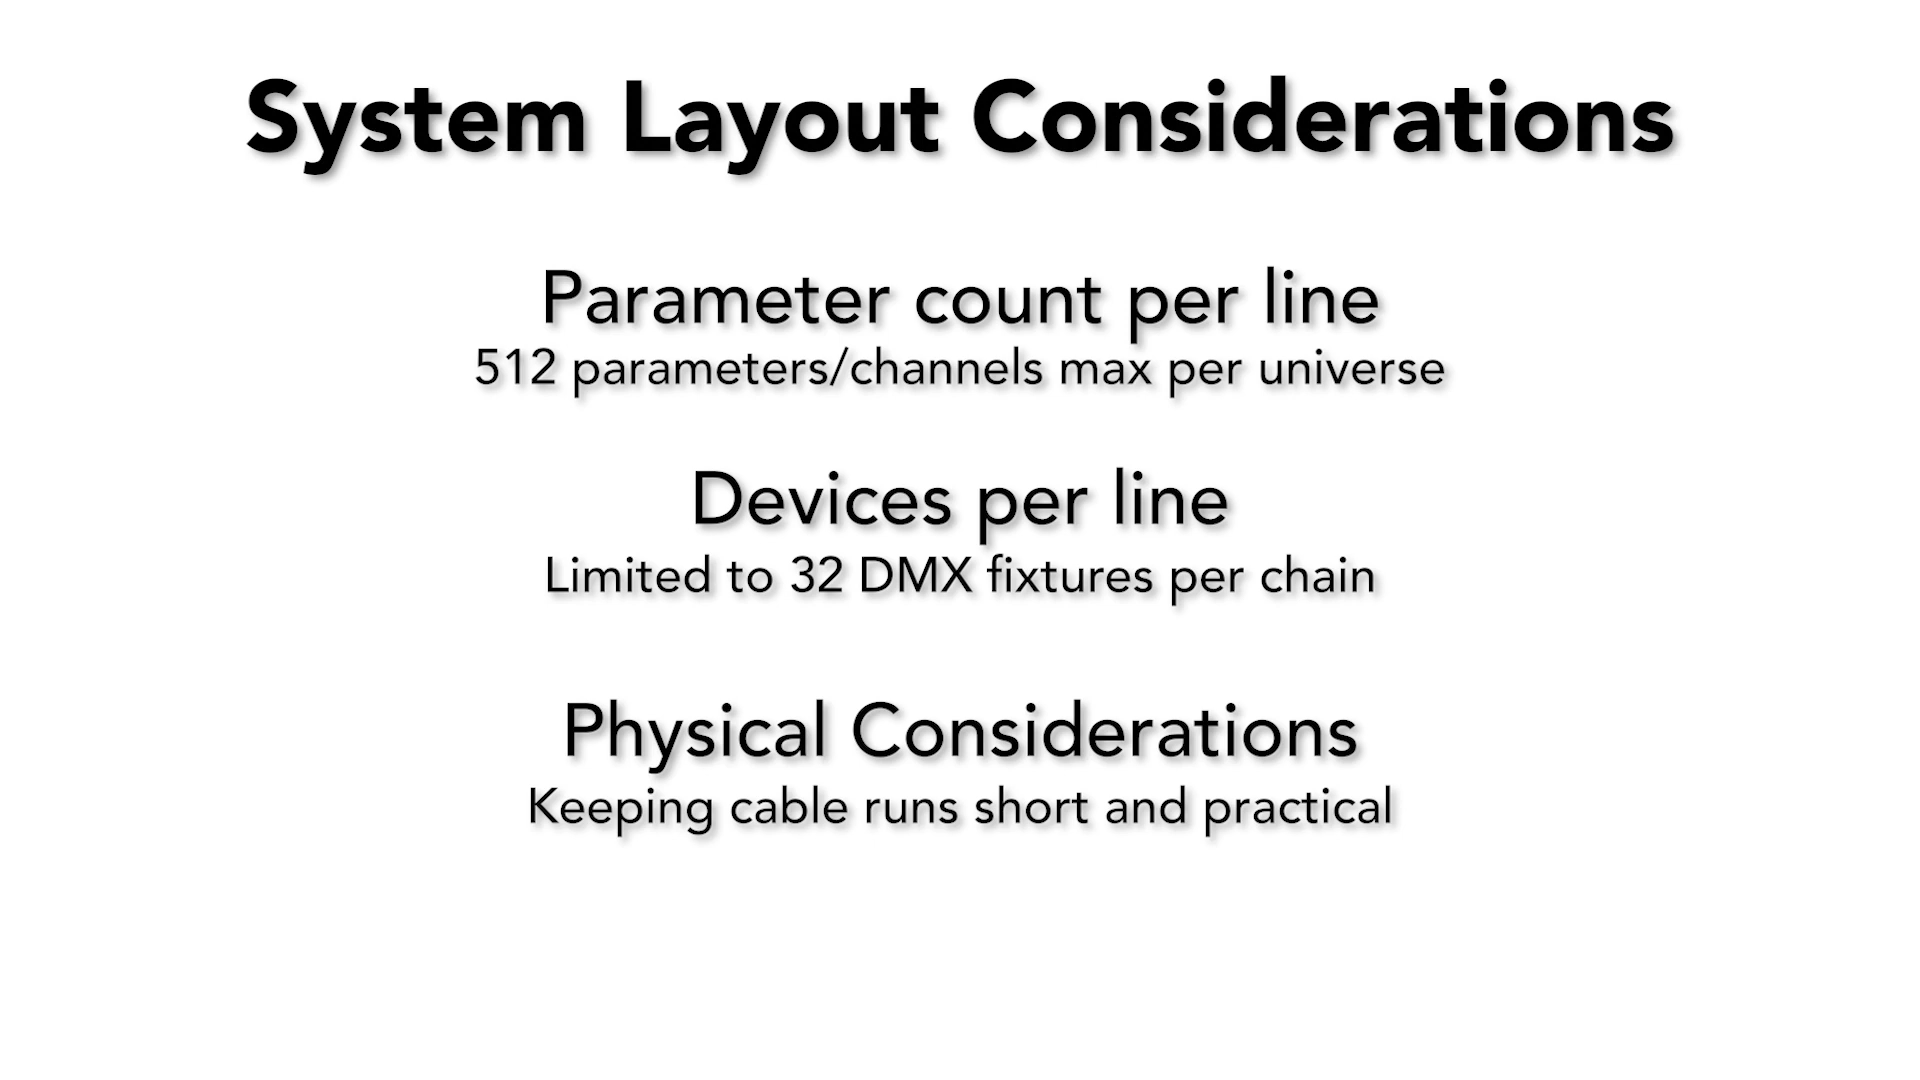 System Layout Considerations
Parameter count per line
512 parameters/channels max per universe
Devices per line
Limited to 32 DMX fixtures per chain
Physical Considerations
Keeping cable runs short and practical